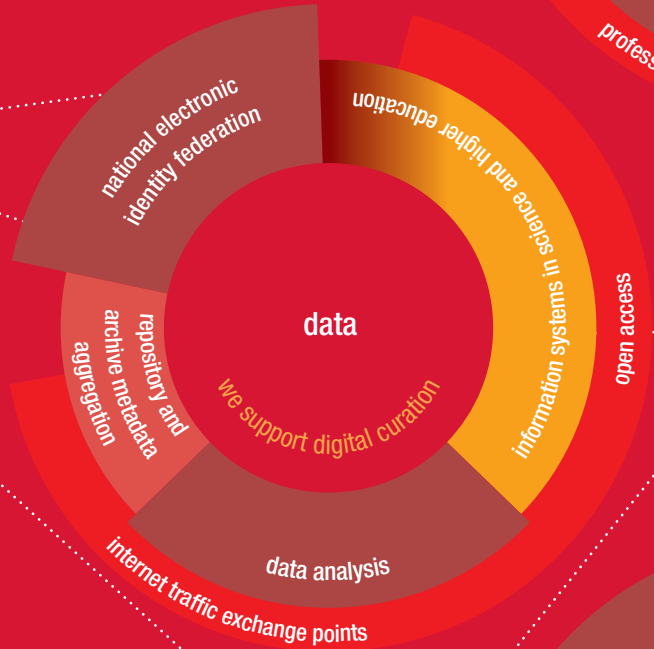 profess
national electronic
identity federation
information systems in science and higher education
open access
data
we support digital curation
repository and
archive metadata
aggregation
data analysis
internet traffic exchange points